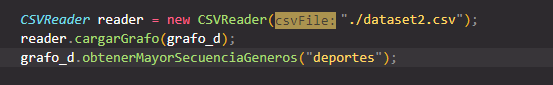 CSVReader reader = new CSVReader(csvFile: "./dataset2.csv");
reader.cargarGrafo(grafo_d);
grafo_d.obtenerMayorSecuenciaGeneros("deportes");